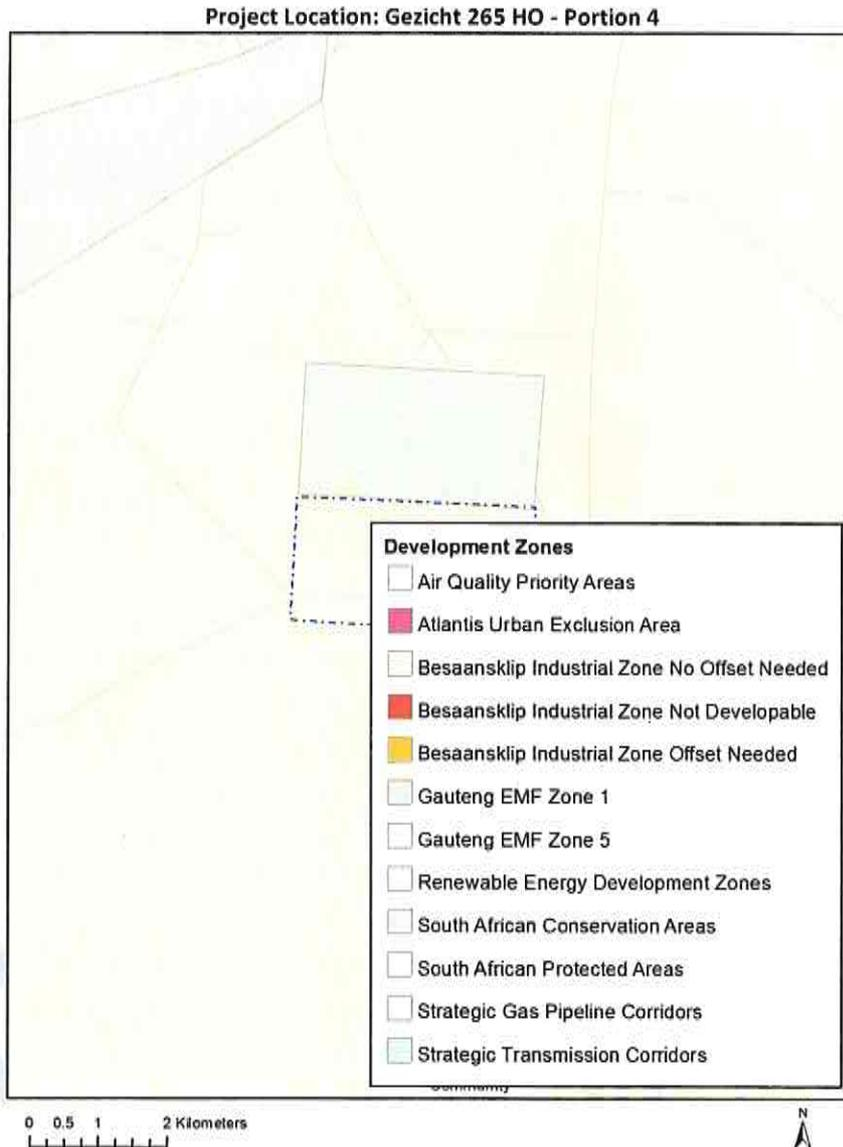 Project Location: Gezicht 265 HO - Portion 4
Development Zones
Air Quality Priority Areas
Atlantis Urban Exclusion Area
Besaansklip Industrial Zone No Offset Needed
Besaansklip Industrial Zone Not Developable
Besaansklip Industrial Zone Offset Needed
Gauteng EMF Zone 1
Gauteng EMF Zone 5
Renewable Energy Development Zones
South African Conservation Areas
South African Protected Areas
Strategic Gas Pipeline Corridors
Strategic Transmission Corridors
Community
0 0.5 1 2 Kilometers
N